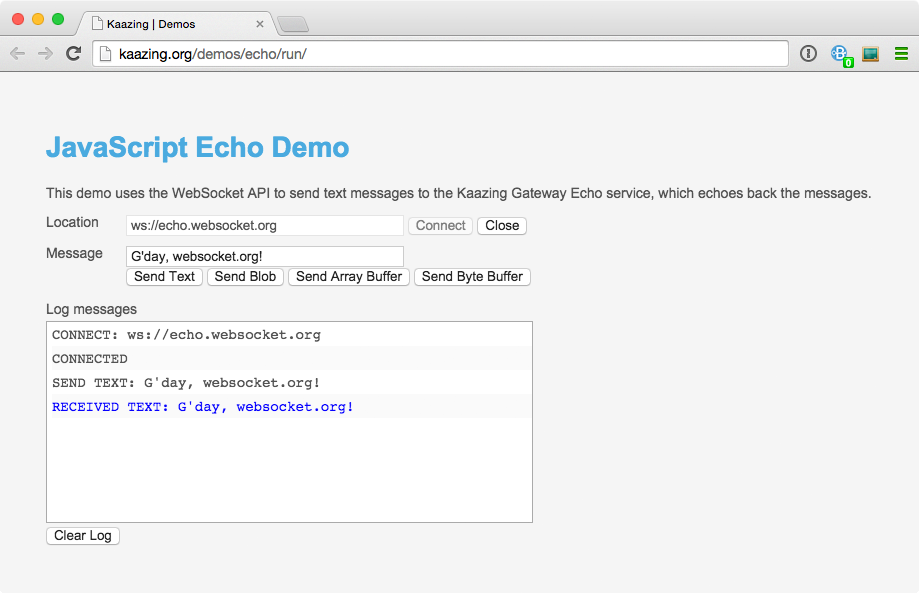 Kaazing | Demos
kaazing.org/demos/echo/run/
0
JavaScript Echo Demo
This demo uses the WebSocket API to send text messages to the Kaazing Gateway Echo service, which echoes back the messages.
Location ws://echo.websocket.org Connect Close
Message G'day, websocket.org!
Send Text Send Blob Send Array Buffer Send Byte Buffer
Log messages
CONNECT: ws://echo.websocket.org
CONNECTED
SEND TEXT: G'day, websocket.org!
RECEIVED TEXT: G'day, websocket.org!
Clear Log